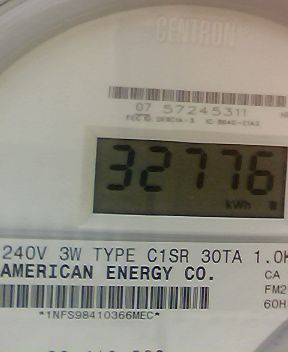 CENTRON
07 57245311
32776
kWh
240V 3W TYPE C1SR 30TA 1.0K
AMERICAN ENERGY CO.
CA
FM2
60H
*1NFS98410366MEC*